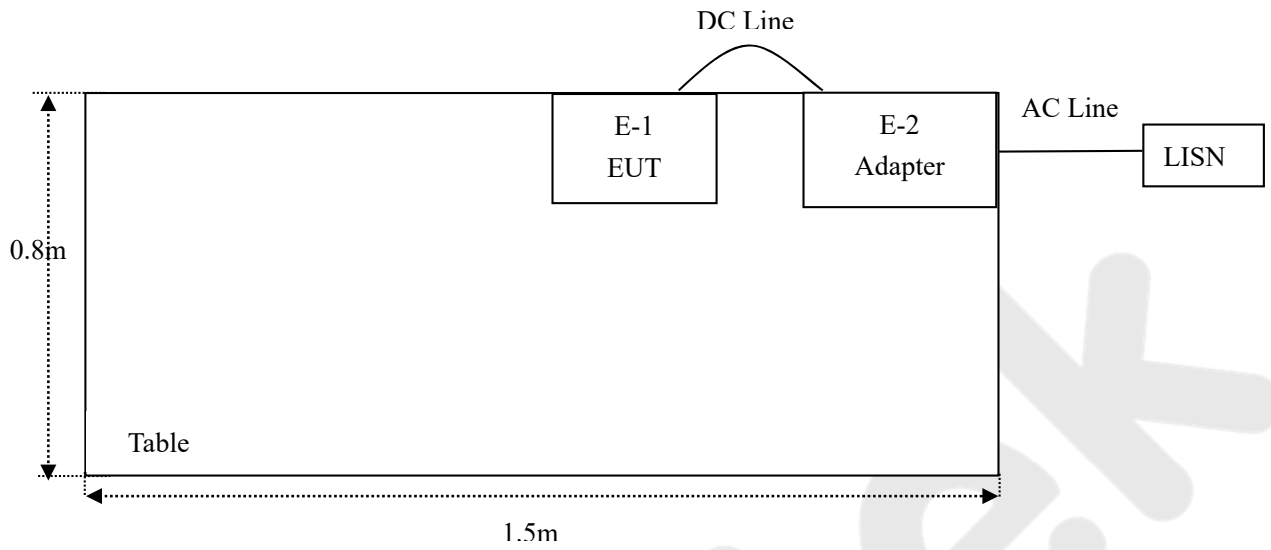 DC Line
E-1
EUT
E-2
Adapter
AC Line
LISN
0.8m
Table
1.5m